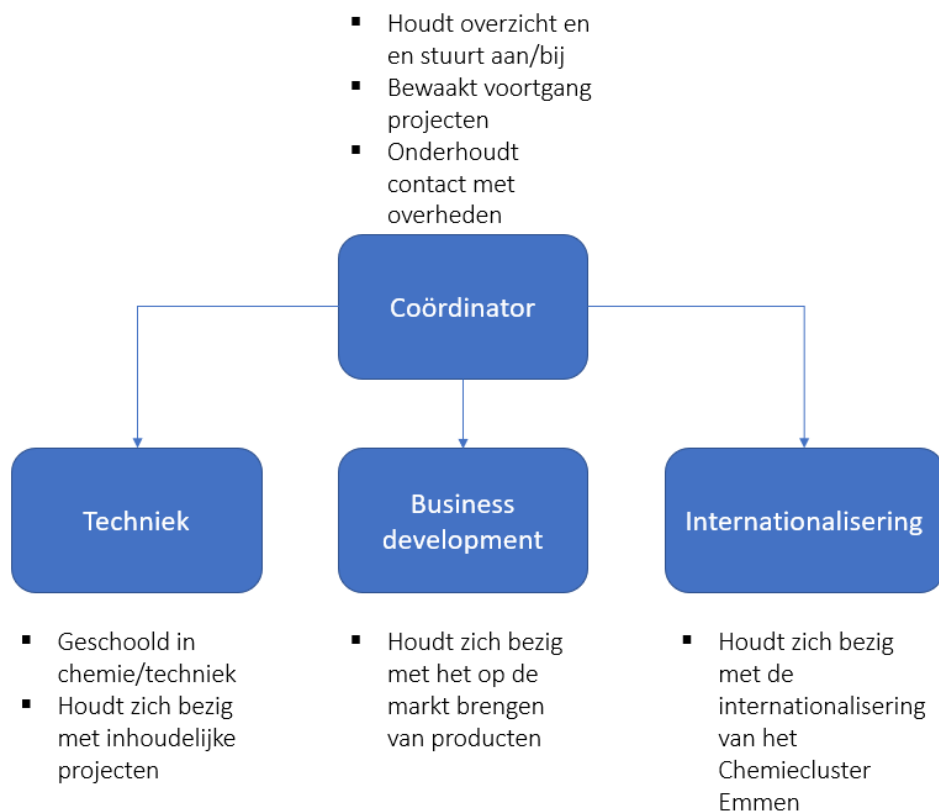 ▪ Houdt overzicht en
en stuurt aan/bij
▪ Bewaakt voortgang
projecten
▪ Onderhoudt
contact met
overheden
Coördinator
Techniek
Business
development
Internationalisering
▪ Geschoold in
chemie/techniek
▪ Houdt zich bezig
met inhoudelijke
projecten
▪ Houdt zich bezig
met het op de
markt brengen
van producten
▪ Houdt zich bezig
met de
internationalisering
van het
Chemiecluster
Emmen